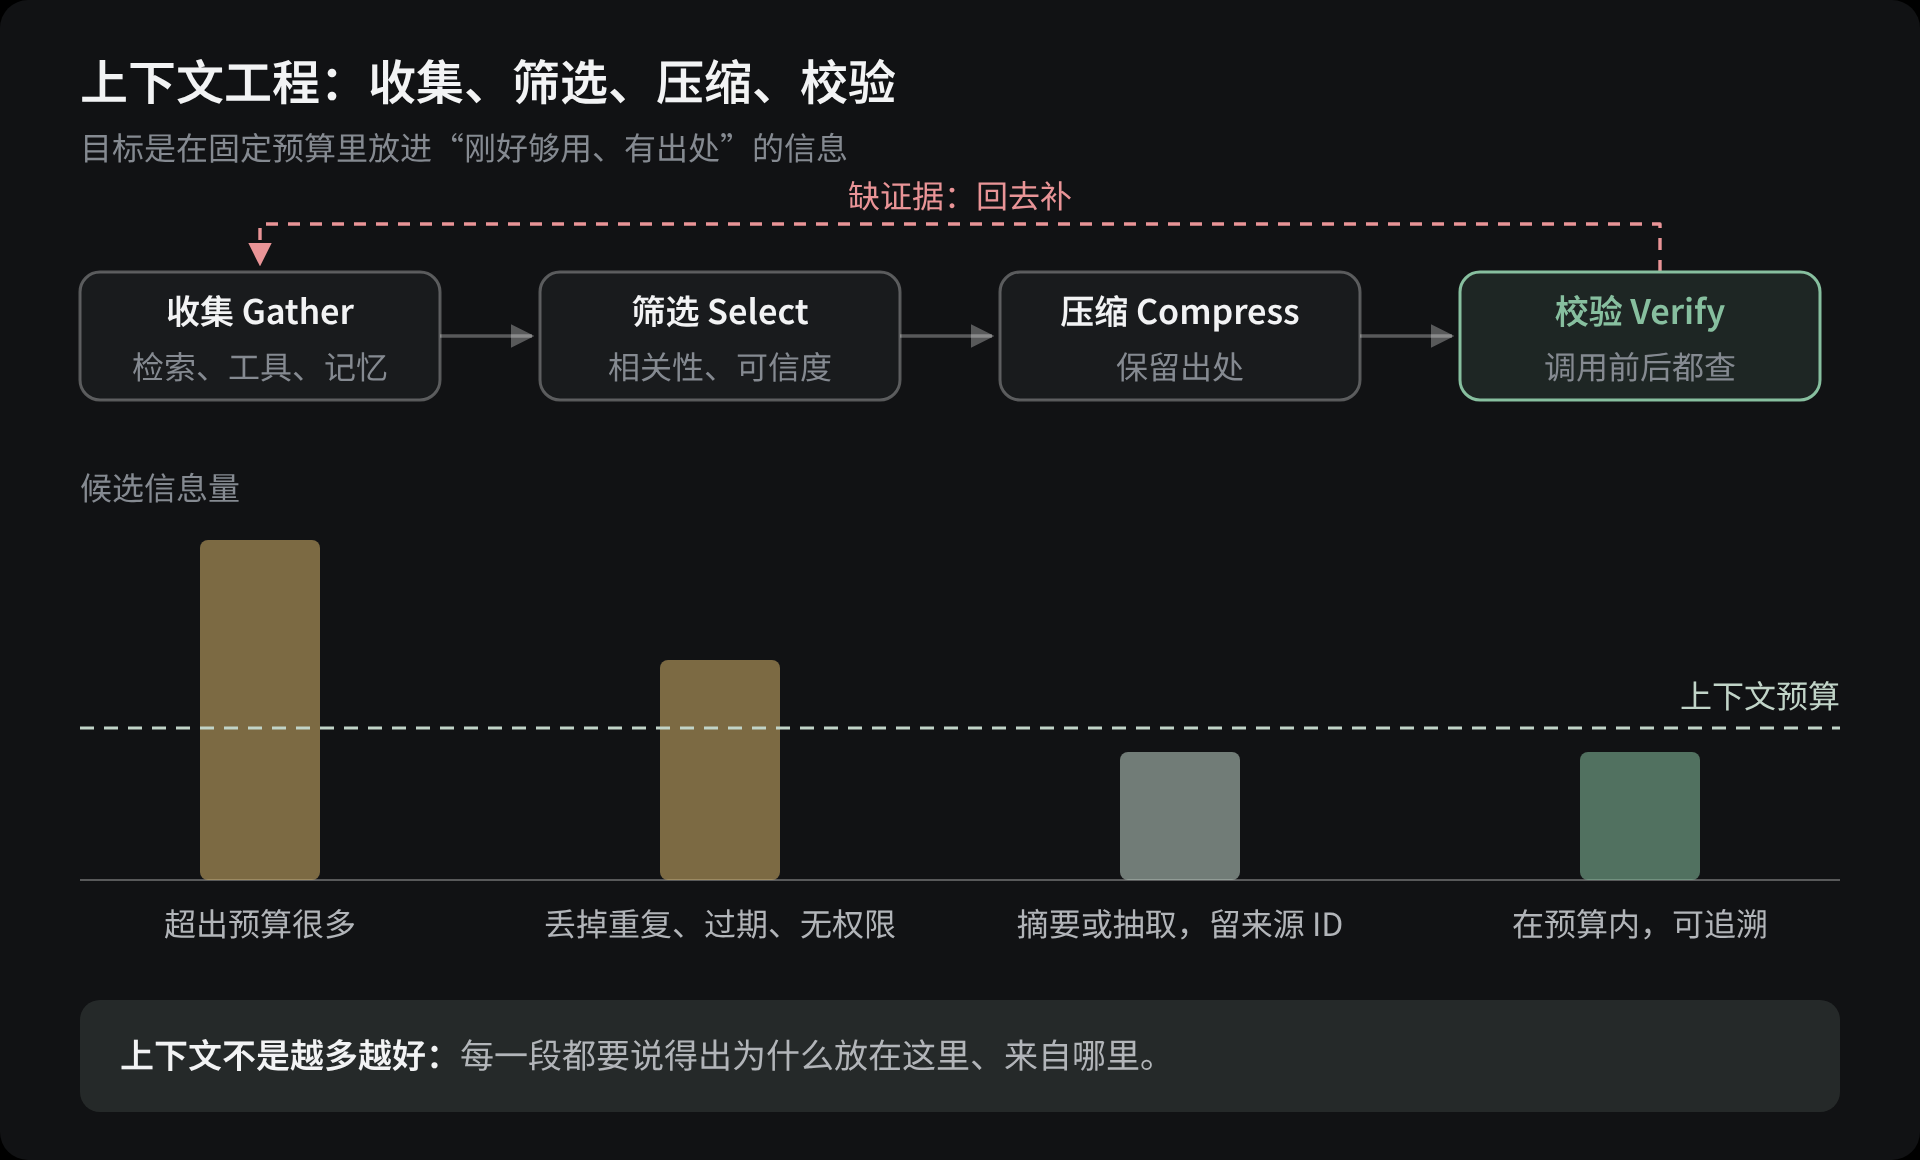 上下文工程：收集、筛选、压缩、校验
目标是在固定预算里放进“刚好够用、有出处”的信息
缺证据：回去补
收集 Gather
检索、工具、记忆
筛选 Select
相关性、可信度
压缩 Compress
保留出处
校验 Verify
调用前后都查
候选信息量
上下文预算
超出预算很多
丢掉重复、过期、无权限
摘要或抽取，留来源 ID
在预算内，可追溯
上下文不是越多越好：每一段都要说得出为什么放在这里、来自哪里。